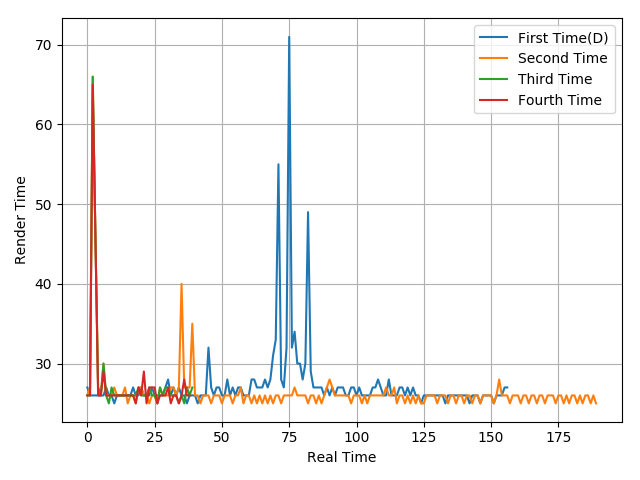 First Time(D)
Second Time
Third Time
Fourth Time
70
60
50
40
30
Render Time
0
25
50
75
100
125
150
175
Real Time